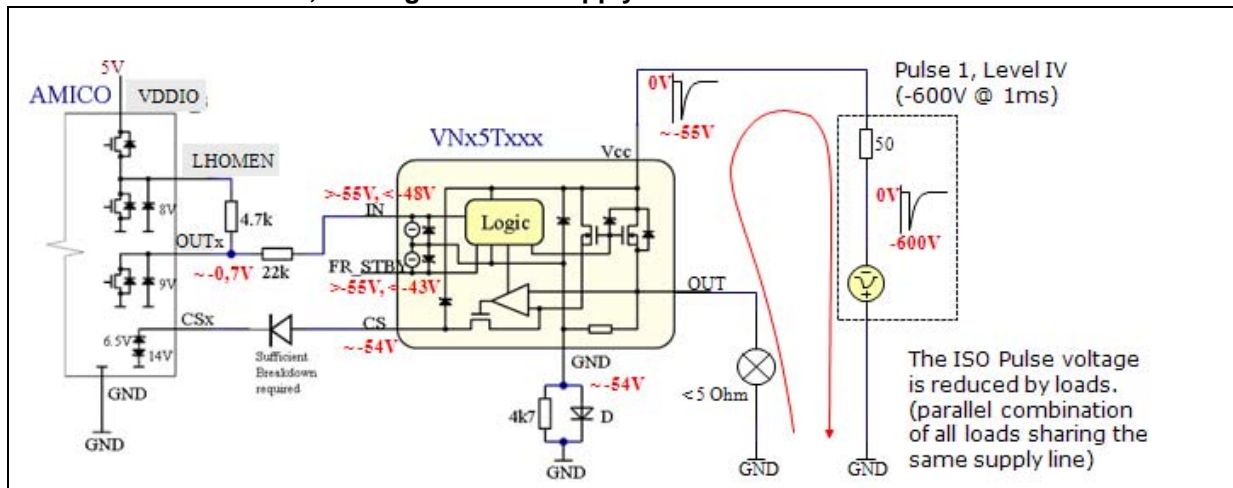 5V
AMICO
VDDIO
LHOMEN
8V
4.7k
OUTx
~-0,7V
22k
9V
CSx
6.5V
14V
GND
GND
Sufficient
Breakdown
required
VNx5Txxx
Vcc
0V
~-55V
>-55V, <-48V
IN
Logic
FR_STBY
>-55V, <-43V
CS
~-54V
OUT
GND
~-54V
4k7
D
GND
<5 Ohm
GND
Pulse 1, Level IV
(-600V @ 1ms)
50
0V
-600V
GND
The ISO Pulse voltage
is reduced by loads.
(parallel combination
of all loads sharing the
same supply line)